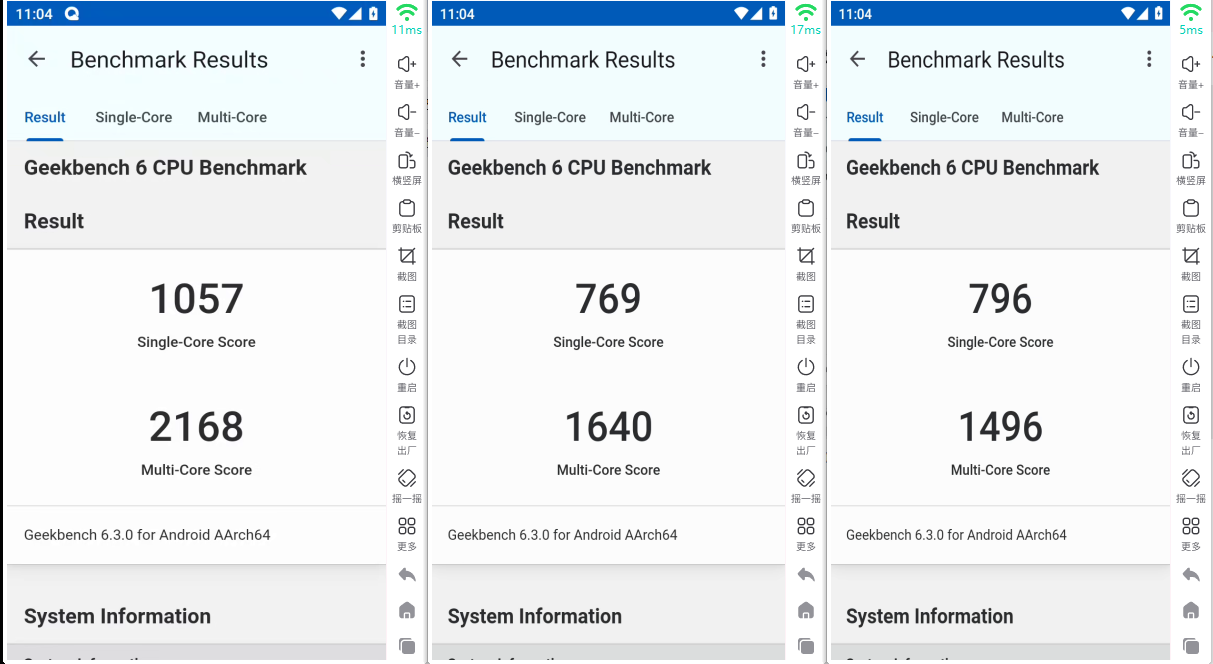 11:04
11ms
Benchmark Results
Result Single-Core Multi-Core
Geekbench 6 CPU Benchmark
Result
1057
Single-Core Score
2168
Multi-Core Score
Geekbench 6.3.0 for Android AArch64
System Information
音量+
音量−
横竖屏
剪贴板
截图
截图
目录
重启
恢复
出厂
摇一摇
更多
11:04
17ms
Benchmark Results
Result Single-Core Multi-Core
Geekbench 6 CPU Benchmark
Result
769
Single-Core Score
1640
Multi-Core Score
Geekbench 6.3.0 for Android AArch64
System Information
音量+
音量−
横竖屏
剪贴板
截图
截图
目录
重启
恢复
出厂
摇一摇
更多
11:04
5ms
Benchmark Results
Result Single-Core Multi-Core
Geekbench 6 CPU Benchmark
Result
796
Single-Core Score
1496
Multi-Core Score
Geekbench 6.3.0 for Android AArch64
System Information
音量+
音量−
横竖屏
剪贴板
截图
截图
目录
重启
恢复
出厂
摇一摇
更多